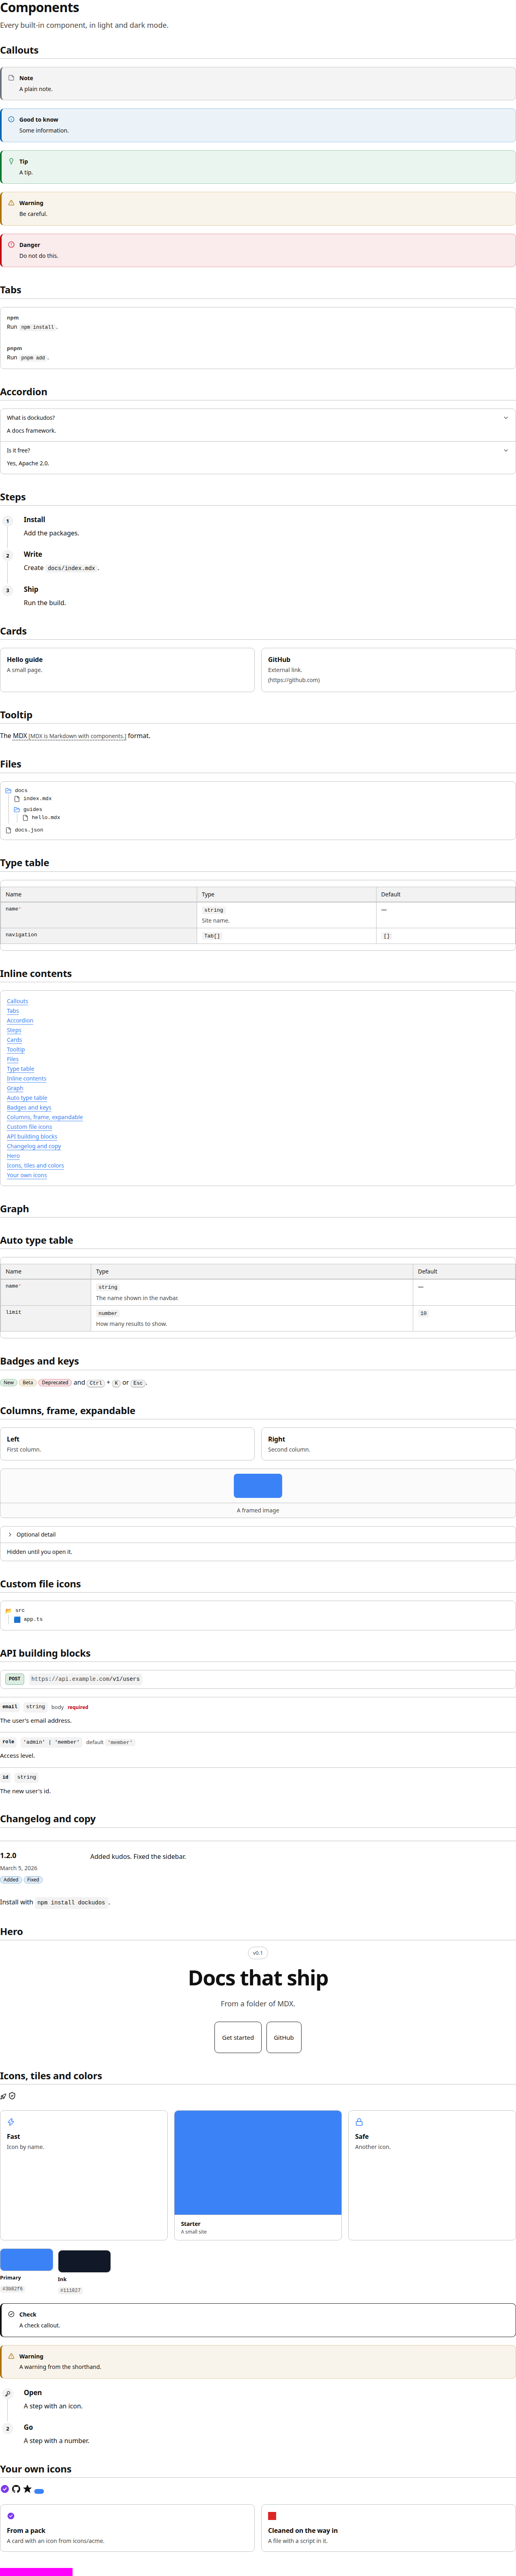 Components
Every built-in component, in light and dark mode.
Callouts
Note
A plain note.
Good to know
Some information.
Tip
A tip.
Warning
Be careful.
Danger
Do not do this.
Tabs
npm
Run npm install.
pnpm
Run pnpm add.
Accordion
What is dockudos?
A docs framework.
Is it free?
Yes, Apache 2.0.
Steps
1 Install
Add the packages.
2 Write
Create docs/index.mdx.
3 Ship
Run the build.
Cards
Hello guide
A small page.
GitHub
External link.
(https://github.com)
Tooltip
The MDX [MDX is Markdown with components.] format.
Files
docs
index.mdx
guides
hello.mdx
docs.json
Type table
Name Type Default
name* string —
Site name.
navigation Tab[] []
Inline contents
Callouts
Tabs
Accordion
Steps
Cards
Tooltip
Files
Type table
Inline contents
Graph
Auto type table
Badges and keys
Columns, frame, expandable
Custom file icons
API building blocks
Changelog and copy
Hero
Icons, tiles and colors
Your own icons
Graph
Auto type table
Name Type Default
name* string —
The name shown in the navbar.
limit number 10
How many results to show.
Badges and keys
New Beta Deprecated and Ctrl + K or Esc.
Columns, frame, expandable
Left
First column.
Right
Second column.
A framed image
Optional detail
Hidden until you open it.
Custom file icons
src
app.ts
API building blocks
POST https://api.example.com/v1/users
email string body required
The user's email address.
role 'admin' | 'member' default 'member'
Access level.
id string
The new user's id.
Changelog and copy
1.2.0
March 5, 2026
Added Fixed
Added kudos. Fixed the sidebar.
Install with npm install dockudos.
Hero
v0.1
Docs that ship
From a folder of MDX.
Get started GitHub
Icons, tiles and colors
Fast
Icon by name.
Starter
A small site
Safe
Another icon.
Primary
#3b82f6
Ink
#111827
Check
A check callout.
Warning
A warning from the shorthand.
Open
A step with an icon.
2 Go
A step with a number.
Your own icons
From a pack
A card with an icon from icons/acme.
Cleaned on the way in
A file with a script in it.